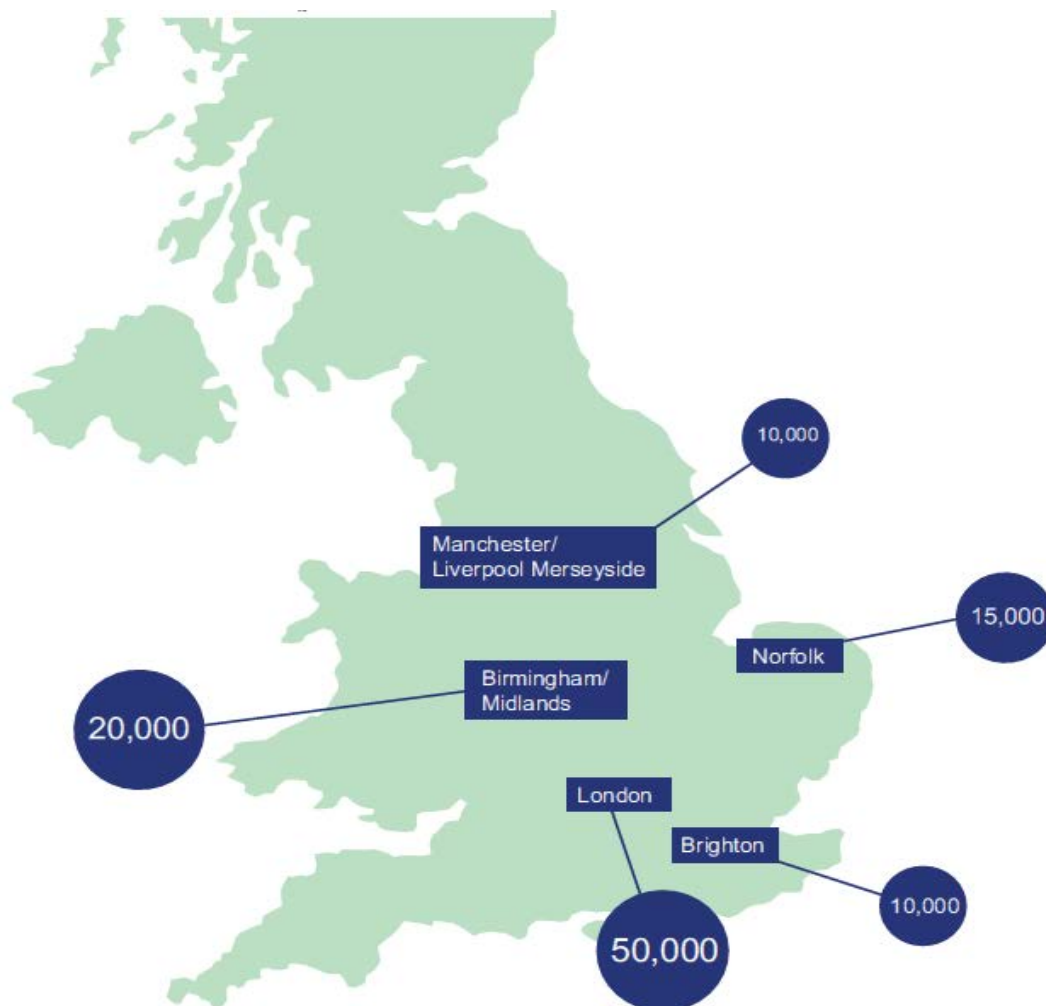 10,000
Manchester/
Liverpool Merseyside
15,000
Norfolk
Birmingham/
Midlands
20,000
London
Brighton
10,000
50,000